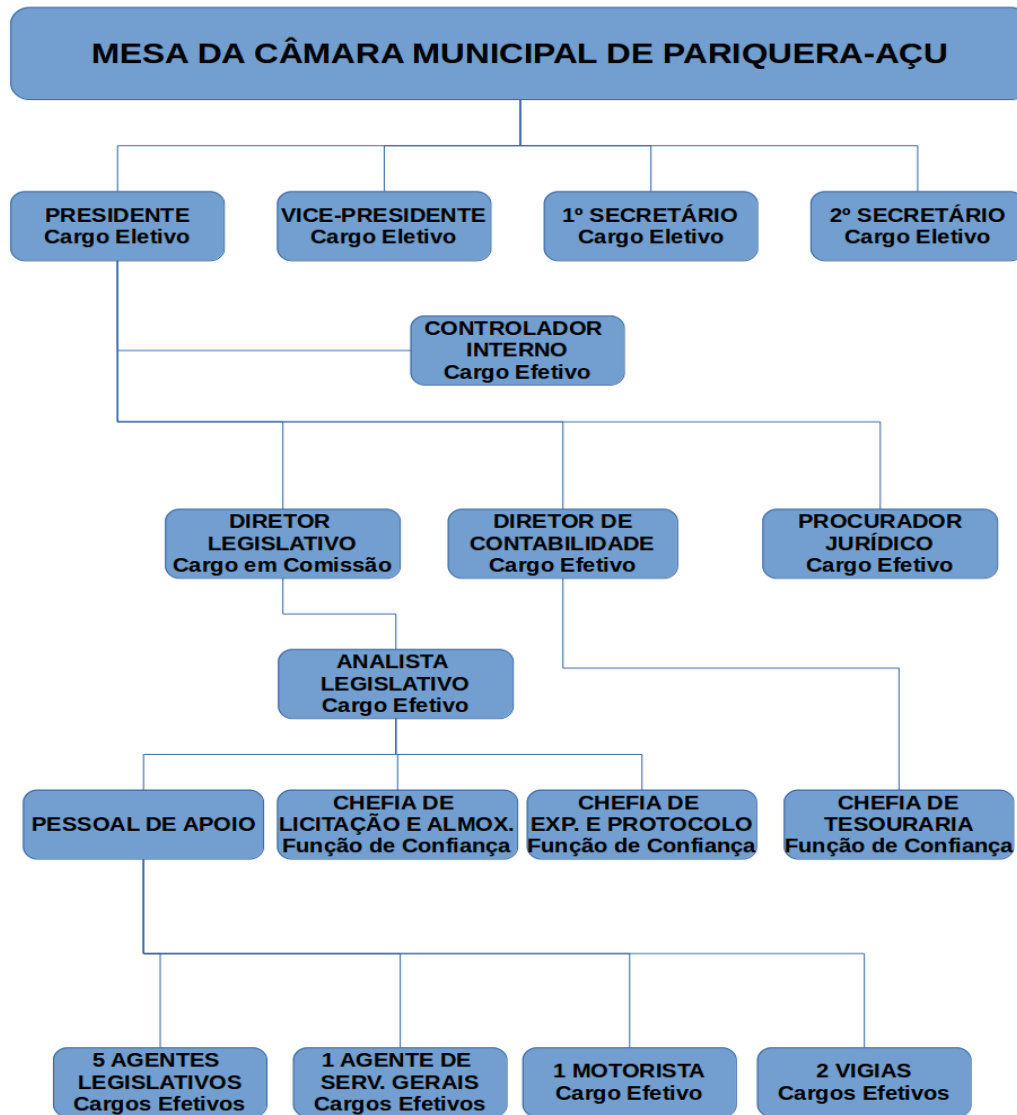 MESA DA CÂMARA MUNICIPAL DE PARIQUERA-AÇU
PRESIDENTE
Cargo Eletivo
VICE-PRESIDENTE
Cargo Eletivo
1º SECRETÁRIO
Cargo Eletivo
2º SECRETÁRIO
Cargo Eletivo
CONTROLADOR
INTERNO
Cargo Efetivo
DIRETOR
LEGISLATIVO
Cargo em Comissão
DIRETOR DE
CONTABILIDADE
Cargo Efetivo
PROCURADOR
JURÍDICO
Cargo Efetivo
ANALISTA
LEGISLATIVO
Cargo Efetivo
PESSOAL DE APOIO
CHEFIA DE
LICITAÇÃO E ALMOX.
Função de Confiança
CHEFIA DE
EXP. E PROTOCOLO
Função de Confiança
CHEFIA DE
TESOURARIA
Função de Confiança
5 AGENTES
LEGISLATIVOS
Cargos Efetivos
1 AGENTE DE
SERV. GERAIS
Cargos Efetivos
1 MOTORISTA
Cargo Efetivo
2 VIGIAS
Cargos Efetivos